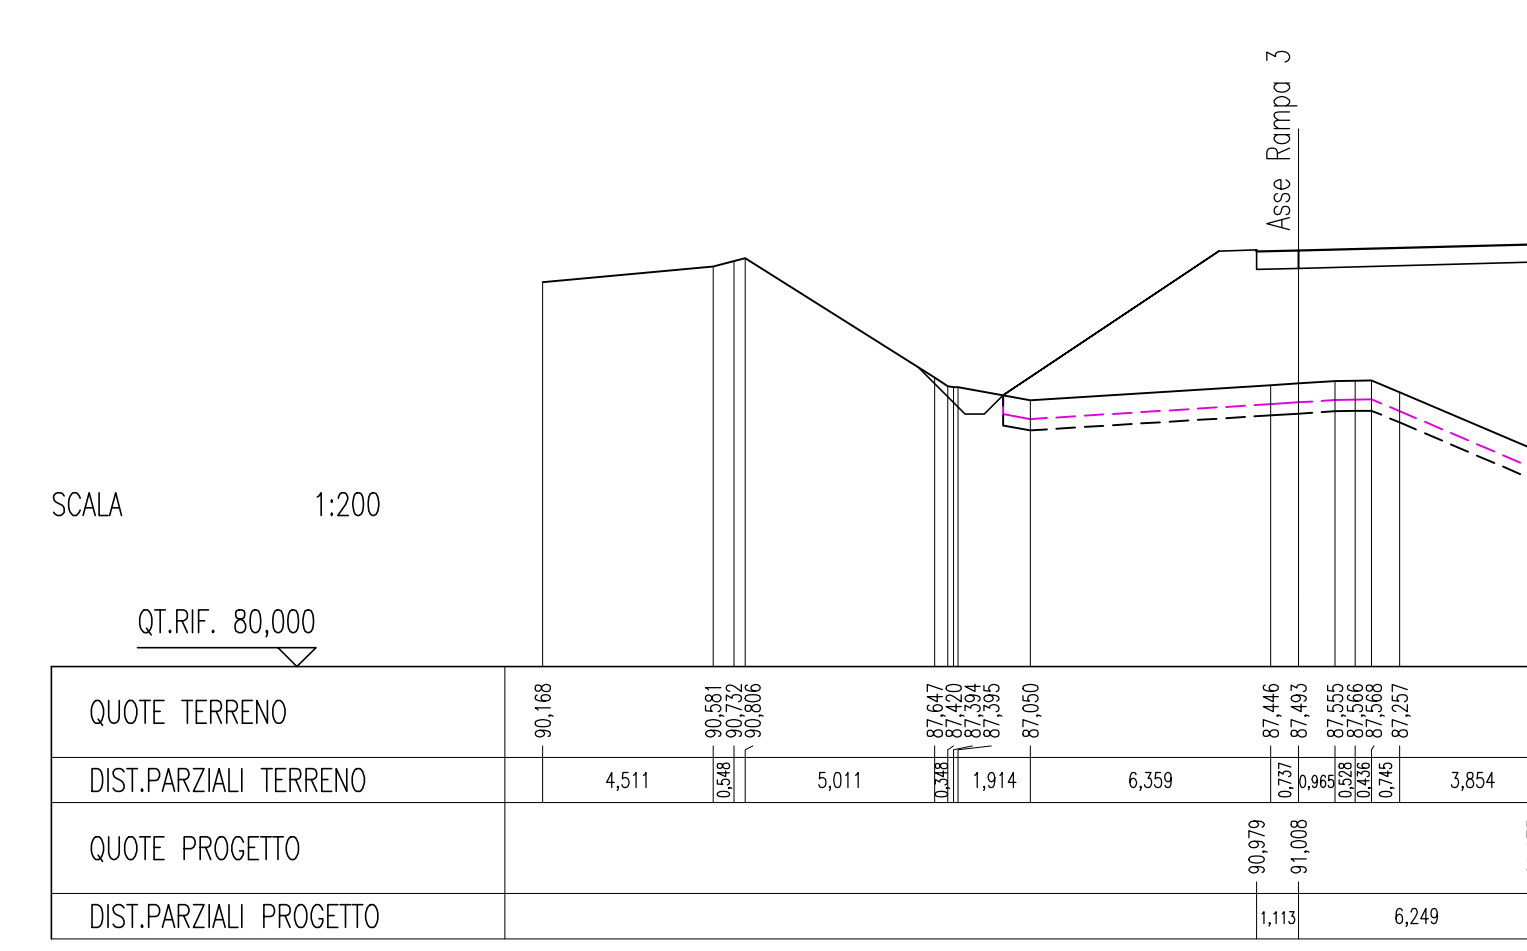 Asse Rampa 3
SCALA 1:200
QT.RIF. 80,000
QUOTE TERRENO 90,168 90,581 90,732 90,806 87,647 87,420 87,394 87,395 87,050 87,446 87,493 87,555 87,566 87,568 87,257
DIST.PARZIALI TERRENO 4,511 0,548 5,011 0,348 1,914 6,359 0,737 0,965 0,528 0,436 0,745 3,854
QUOTE PROGETTO 90,979 91,008
DIST.PARZIALI PROGETTO 1,113 6,249